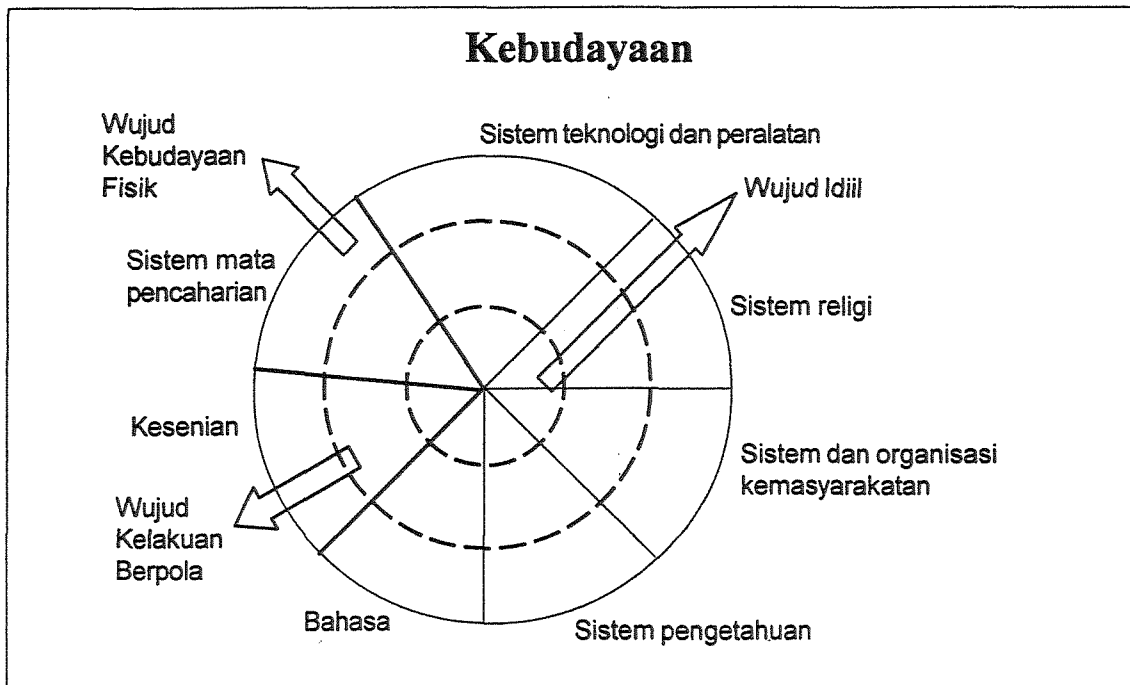 Kebudayaan
Wujud
Kebudayaan
Fisik
Sistem teknologi dan peralatan
Wujud Idiil
Sistem mata
pencaharian
Sistem religi
Kesenian
Sistem dan organisasi
kemasyarakatan
Wujud
Kelakuan
Berpola
Bahasa
Sistem pengetahuan